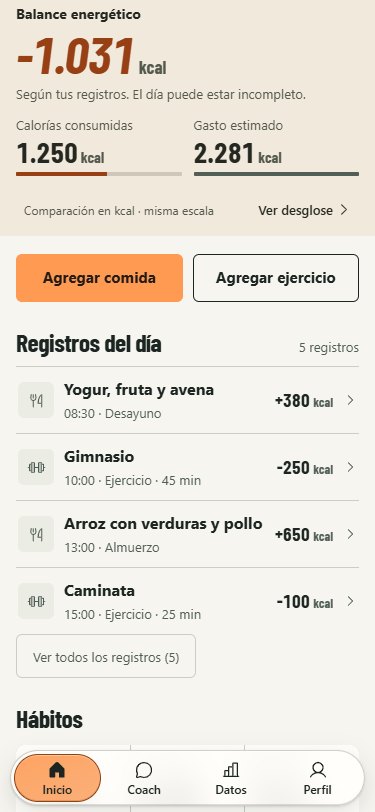 Balance energético
-1.031 kcal
Según tus registros. El día puede estar incompleto.
Calorías consumidas Gasto estimado
1.250 kcal 2.281 kcal
Comparación en kcal · misma escala Ver desglose
Agregar comida Agregar ejercicio
Registros del día 5 registros
Yogur, fruta y avena +380 kcal
08:30 · Desayuno
Gimnasio -250 kcal
10:00 · Ejercicio · 45 min
Arroz con verduras y pollo +650 kcal
13:00 · Almuerzo
Caminata -100 kcal
15:00 · Ejercicio · 25 min
Ver todos los registros (5)
Hábitos
Inicio Coach Datos Perfil